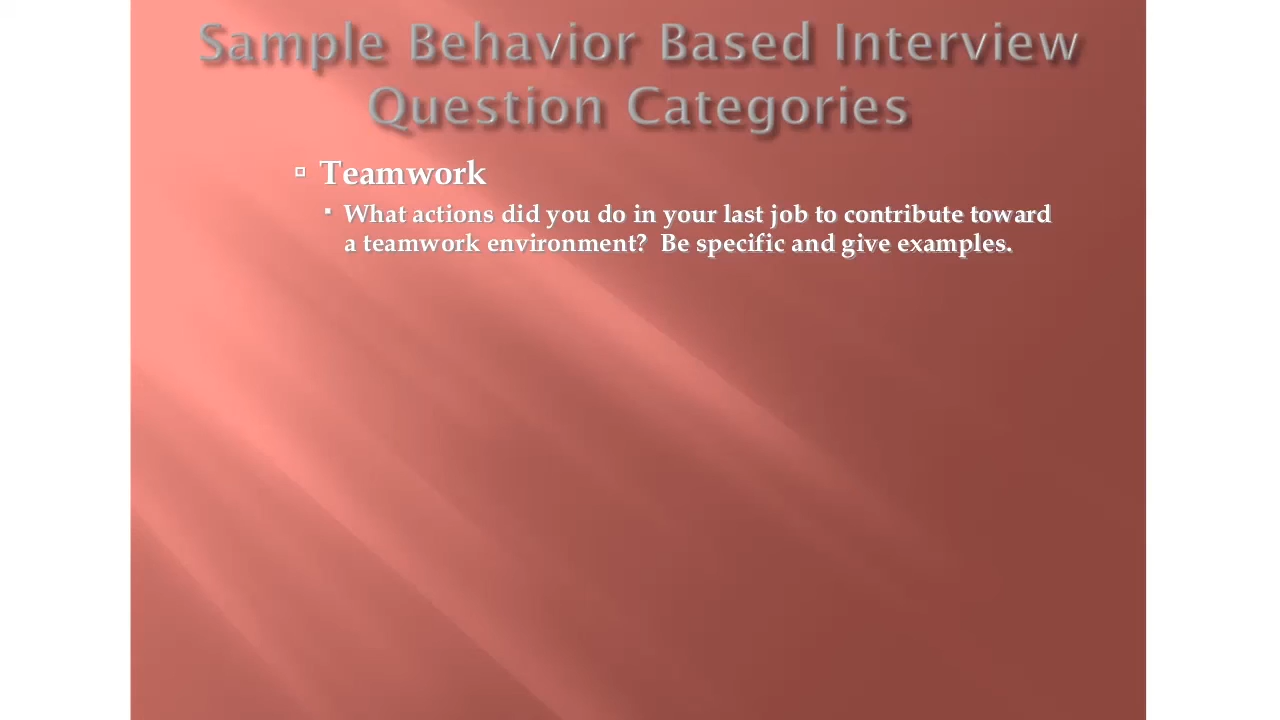 Sample Behavior Based Interview
Question Categories
Teamwork
What actions did you do in your last job to contribute toward
a teamwork environment?  Be specific and give examples.